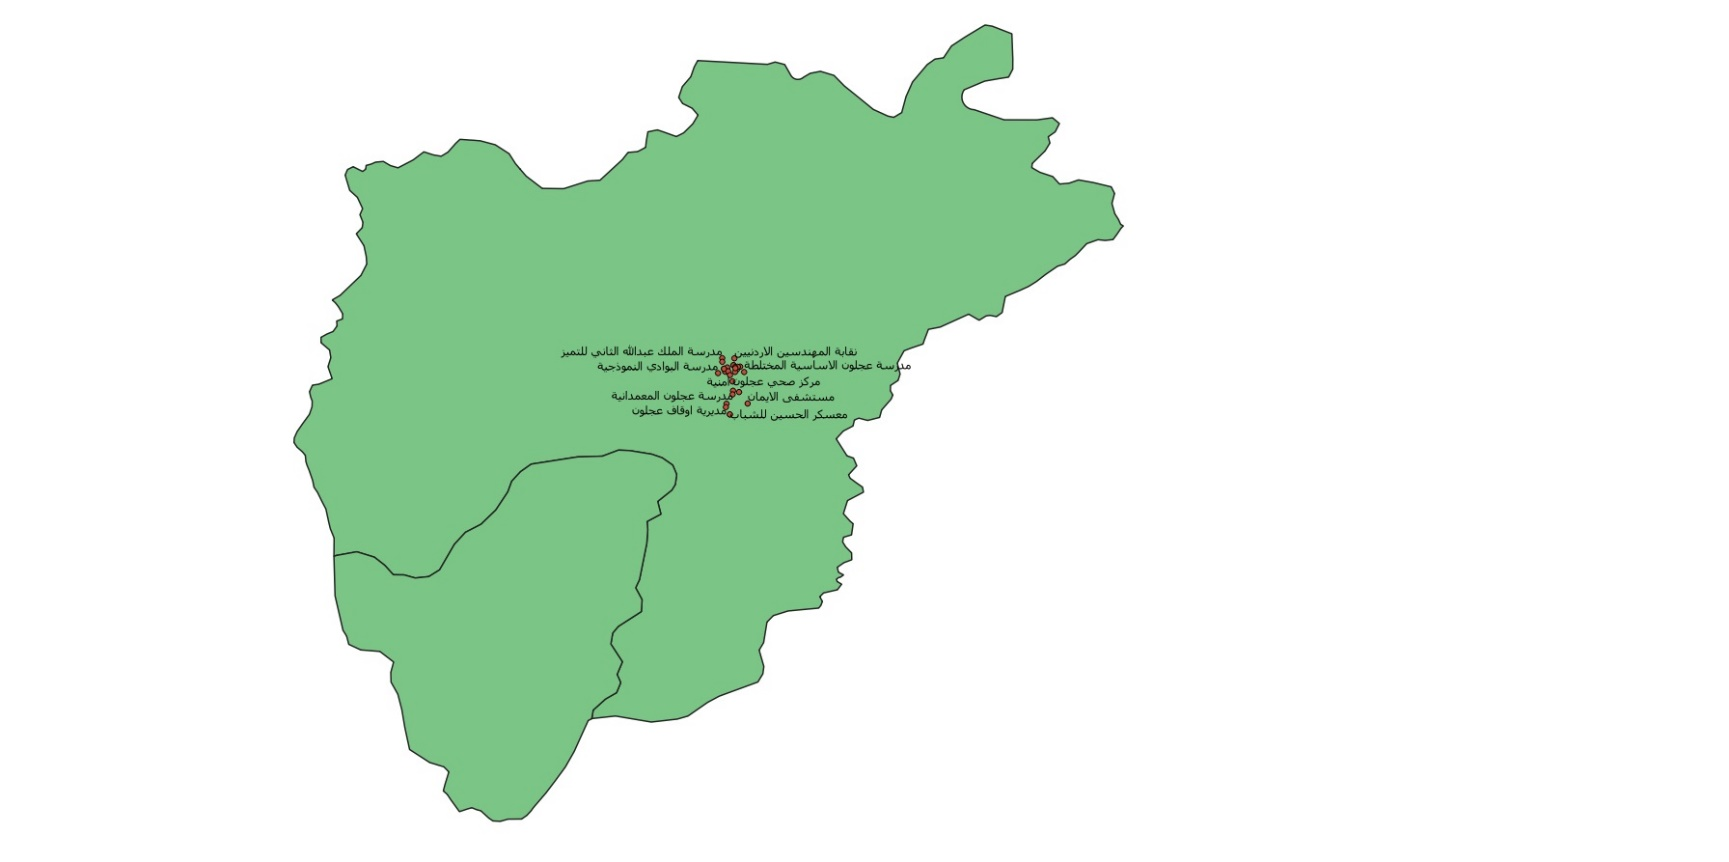 نقابة المهندسين الاردنيين
مدرسة الملك عبدالله الثاني للتميز
مدرسة عجلون الاساسية المختلطة
مدرسة البوادي النموذجية
مركز صحي عجلون
امنية
مدرسة عجلون المعمدانية
مستشفى الايمان
مديرية اوقاف عجلون
معسكر الحسين للشباب